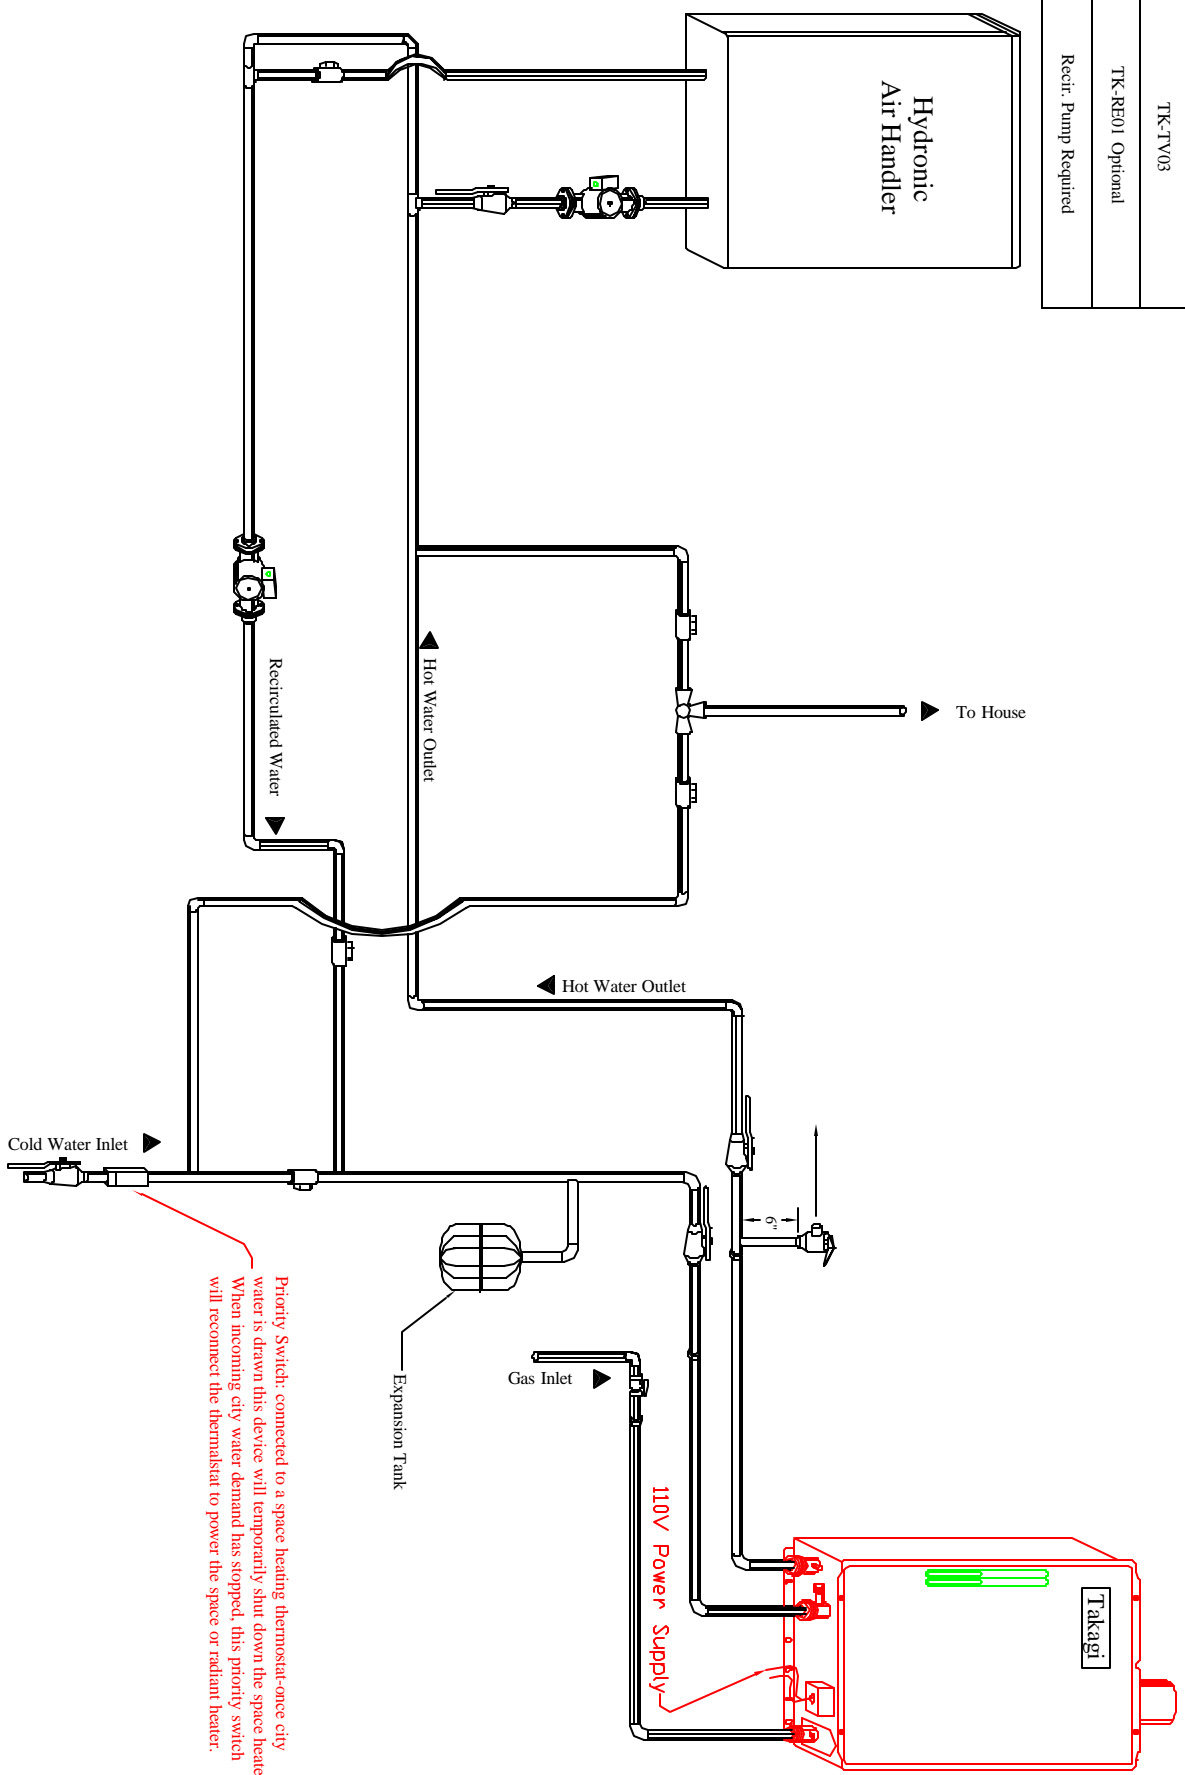 TK-TV03
TK-RE01 Optional
Recir. Pump Required
Hydronic
Air Handler
To House
Hot Water Outlet
Recirculated Water
Hot Water Outlet
Cold Water Inlet
6"
Expansion Tank
Gas Inlet
110V Power Supply
Takagi
Priority Switch: connected to a space heating thermostat-once city
water is drawn this device will temporarily shut down the space heate
When incoming city water demand has stopped, this priority switch
will reconnect the thermalstat to power the space or radiant heater.